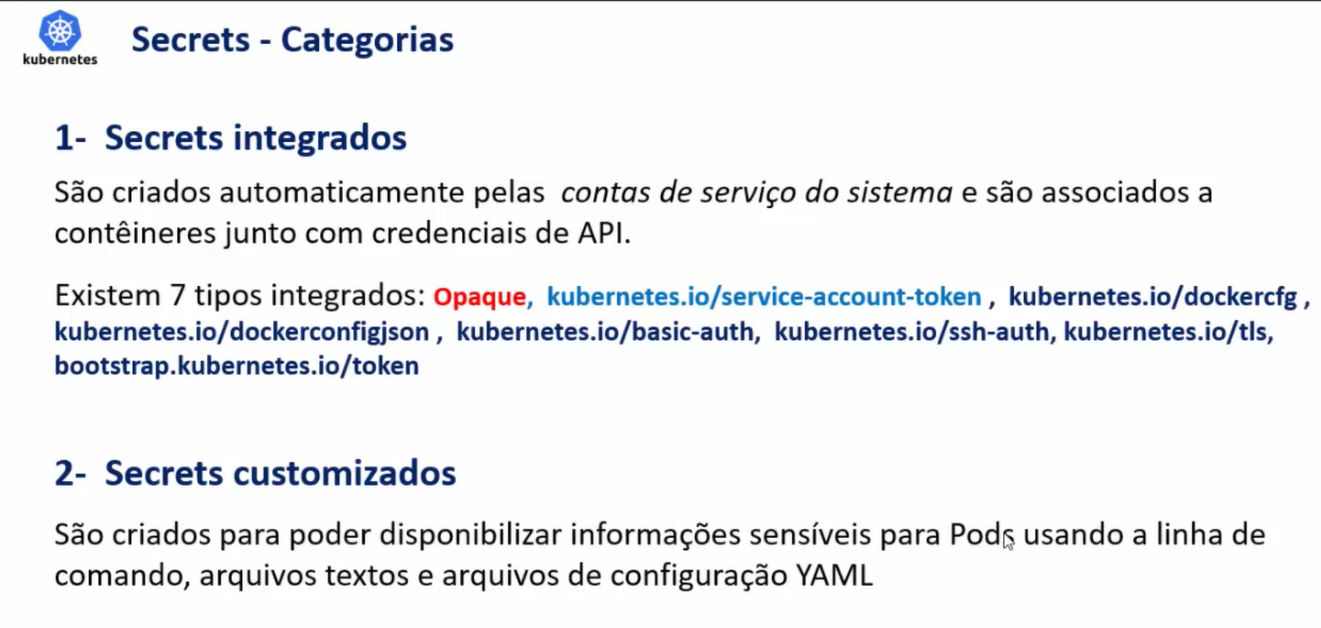 kubernetes
Secrets - Categorias
1- Secrets integrados
São criados automaticamente pelas contas de serviço do sistema e são associados a
contêineres junto com credenciais de API.
Existem 7 tipos integrados: Opaque, kubernetes.io/service-account-token , kubernetes.io/dockercfg ,
kubernetes.io/dockerconfigjson , kubernetes.io/basic-auth, kubernetes.io/ssh-auth, kubernetes.io/tls,
bootstrap.kubernetes.io/token
2- Secrets customizados
São criados para poder disponibilizar informações sensíveis para Pods usando a linha de
comando, arquivos textos e arquivos de configuração YAML